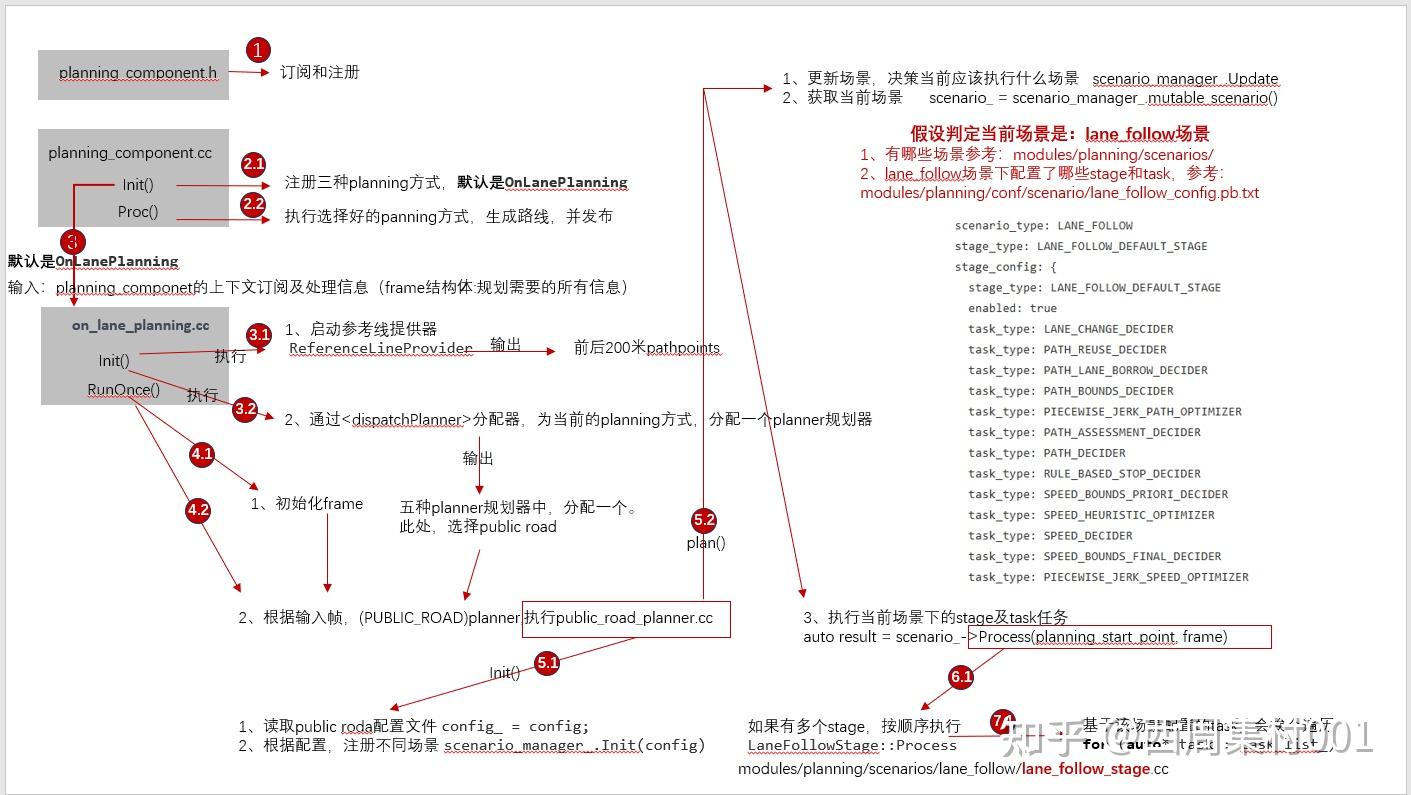 1
planning_component.h
订阅和注册
planning_component.cc
Init()
Proc()
2.1
注册三种planning方式，默认是OnLanePlanning
2.2
执行选择好的panning方式，生成路线，并发布
3
默认是OnLanePlanning
输入：planning_componet的上下文订阅及处理信息（frame结构体:规划需要的所有信息）
on_lane_planning.cc
Init()
RunOnce()
执行
3.1
1、启动参考线提供器
ReferenceLineProvider
输出
前后200米pathpoints
执行
3.2
2、通过<dispatchPlanner>分配器，为当前的planning方式，分配一个planner规划器
输出
五种planner规划器中，分配一个。
此处，选择public road
4.1
1、初始化frame
4.2
2、根据输入帧，(PUBLIC_ROAD)planner,执行public_road_planner.cc
5.1
Init()
1、读取public roda配置文件 config_ = config;
2、根据配置，注册不同场景 scenario_manager_.Init(config)
5.2
plan()
1、更新场景，决策当前应该执行什么场景 scenario_manager_.Update
2、获取当前场景 scenario_ = scenario_manager_.mutable_scenario()
假设判定当前场景是：lane_follow场景
1、有哪些场景参考：modules/planning/scenarios/
2、lane_follow场景下配置了哪些stage和task，参考：
modules/planning/conf/scenario/lane_follow_config.pb.txt
scenario_type: LANE_FOLLOW
stage_type: LANE_FOLLOW_DEFAULT_STAGE
stage_config: {
stage_type: LANE_FOLLOW_DEFAULT_STAGE
enabled: true
task_type: LANE_CHANGE_DECIDER
task_type: PATH_REUSE_DECIDER
task_type: PATH_LANE_BORROW_DECIDER
task_type: PATH_BOUNDS_DECIDER
task_type: PIECEWISE_JERK_PATH_OPTIMIZER
task_type: PATH_ASSESSMENT_DECIDER
task_type: PATH_DECIDER
task_type: RULE_BASED_STOP_DECIDER
task_type: SPEED_BOUNDS_PRIORI_DECIDER
task_type: SPEED_HEURISTIC_OPTIMIZER
task_type: SPEED_DECIDER
task_type: SPEED_BOUNDS_FINAL_DECIDER
task_type: PIECEWISE_JERK_SPEED_OPTIMIZER
3、执行当前场景下的stage及task任务
auto result = scenario_->Process(planning_start_point, frame)
6.1
如果有多个stage，按顺序执行
LaneFollowStage::Process
modules/planning/scenarios/lane_follow/lane_follow_stage.cc
基于该场景配置的task，会挨个遍历
for (auto* task : task_list_)
知乎 @四周集村001